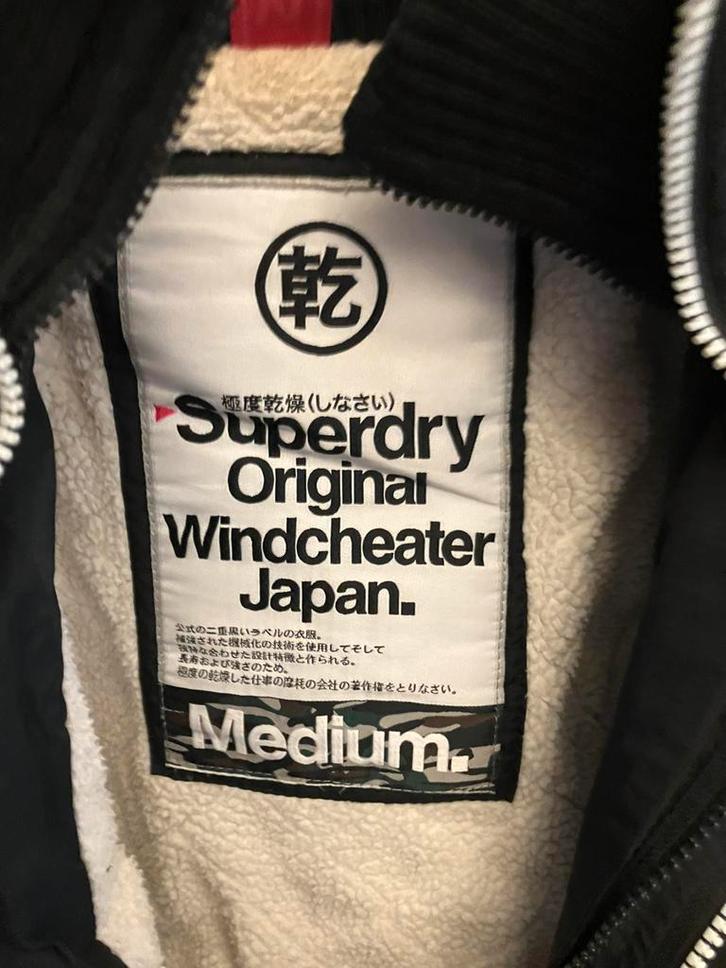 乾
極度乾燥(しなさい)
Superdry
Original
Windcheater
Japan.
公式の二重黒いラベルの衣服。
補強された機械化の技術を使用してそして
独特な合わせた設計特徴と作られる。
長寿および強さのため。
極度の乾燥した仕事の摩耗の会社の著作権をとりなさい。
Medium.